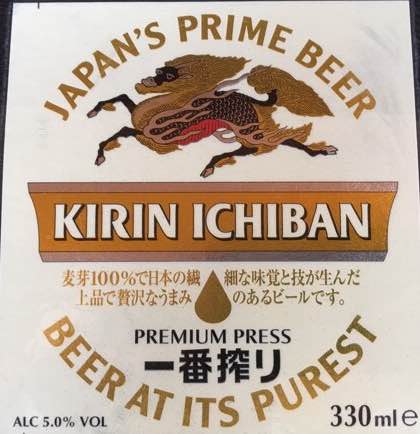 JAPAN'S PRIME BEER
KIRIN ICHIBAN
麦芽100%で日本の繊細な味覚と技が生んだ
上品で贅沢なうまみのあるビールです。
PREMIUM PRESS
一番搾り
BEER AT ITS PUREST
ALC 5.0% VOL
330ml℮